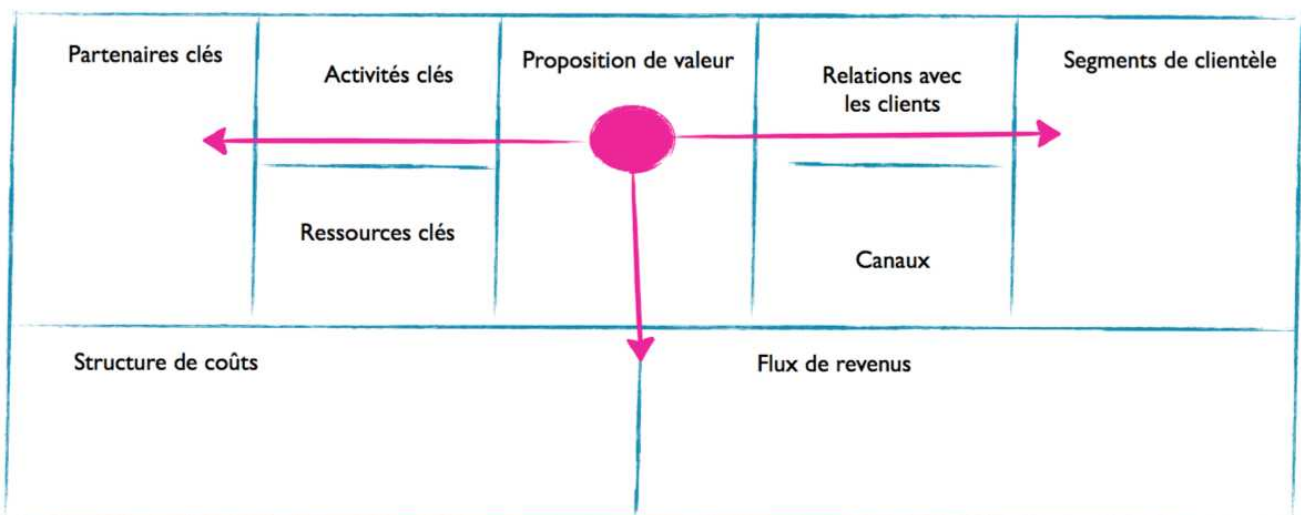 Partenaires clés
Activités clés
Ressources clés
Proposition de valeur
Relations avec
les clients
Canaux
Segments de clientèle
Structure de coûts
Flux de revenus